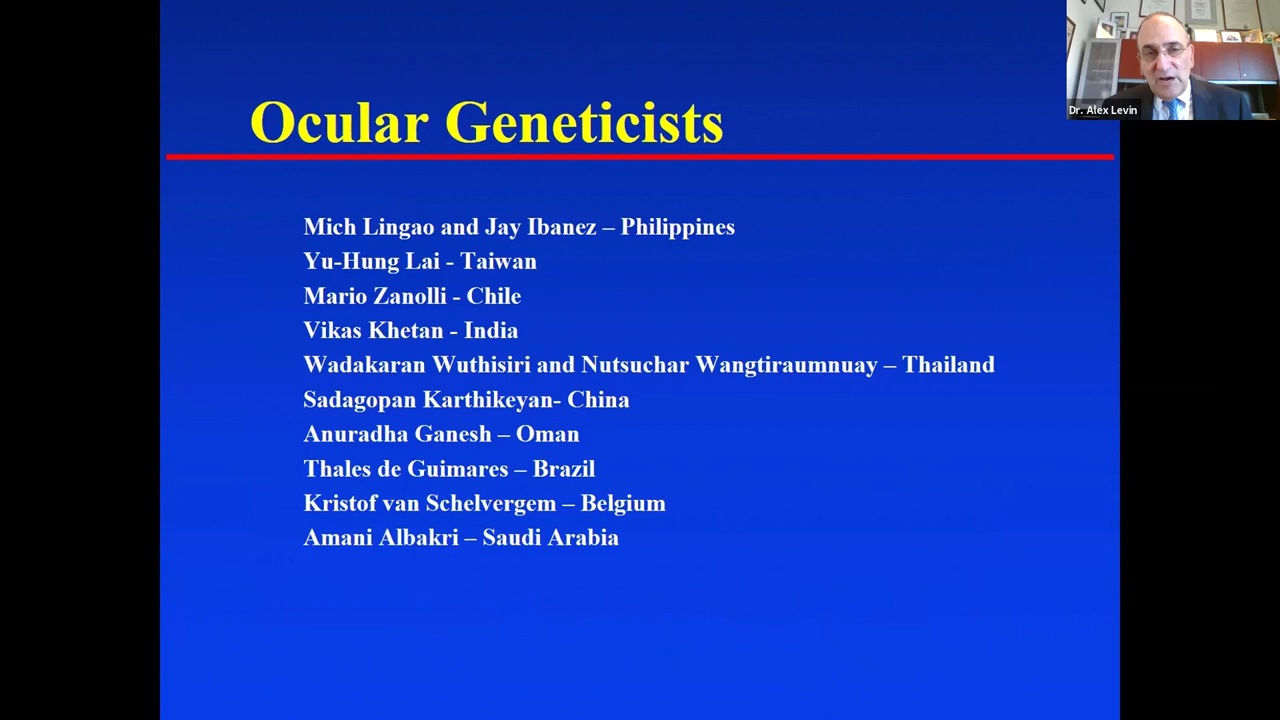 Ocular Geneticists
Mich Lingao and Jay Ibanez – Philippines
Yu-Hung Lai - Taiwan
Mario Zanolli - Chile
Vikas Khetan - India
Wadakaran Wuthisiri and Nutsuchar Wangtiraumnuay – Thailand
Sadagopan Karthikeyan- China
Anuradha Ganesh – Oman
Thales de Guimares – Brazil
Kristof van Schelvergem – Belgium
Amani Albakri – Saudi Arabia
Dr. Alex Levin